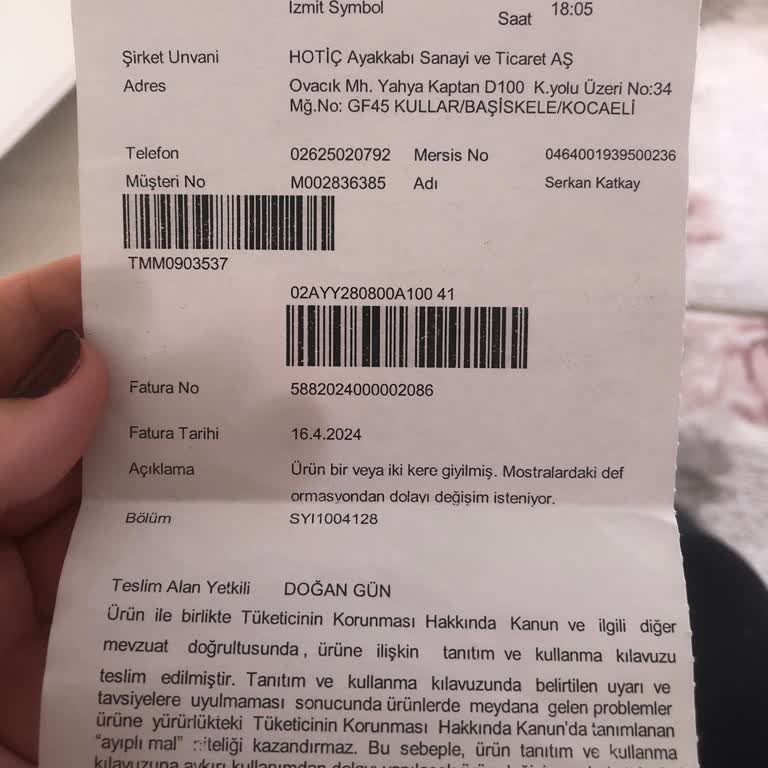 İzmit Symbol
Saat 18:05
Şirket Unvani HOTİÇ Ayakkabı Sanayi ve Ticaret AŞ
Adres Ovacık Mh. Yahya Kaptan D100 K.yolu Üzeri No:34
Mğ.No: GF45 KULLAR/BAŞİSKELE/KOCAELİ
Telefon 02625020792 Mersis No 0464001939500236
Müşteri No M002836385 Adı Serkan Katkay
TMM0903537
02AYY280800A100 41
Fatura No 5882024000002086
Fatura Tarihi 16.4.2024
Açıklama Ürün bir veya iki kere giyilmiş. Mostralardaki def
ormasyondan dolayı değişim isteniyor.
Bölüm SYI1004128
Teslim Alan Yetkili DOĞAN GÜN
Ürün ile birlikte Tüketicinin Korunması Hakkında Kanun ve ilgili diğer
mevzuat doğrultusunda , ürüne ilişkin tanıtım ve kullanma kılavuzu
teslim edilmiştir. Tanıtım ve kullanma kılavuzunda belirtilen uyarı ve
tavsiyelere uyulmaması sonucunda ürünlerde meydana gelen problemler
ürüne yürürlükteki Tüketicinin Korunması Hakkında Kanun'da tanımlanan
"ayıplı mal" niteliği kazandırmaz. Bu sebeple, ürün tanıtım ve kullanma
kılavuzuna aykırı kullanımdan dolayı